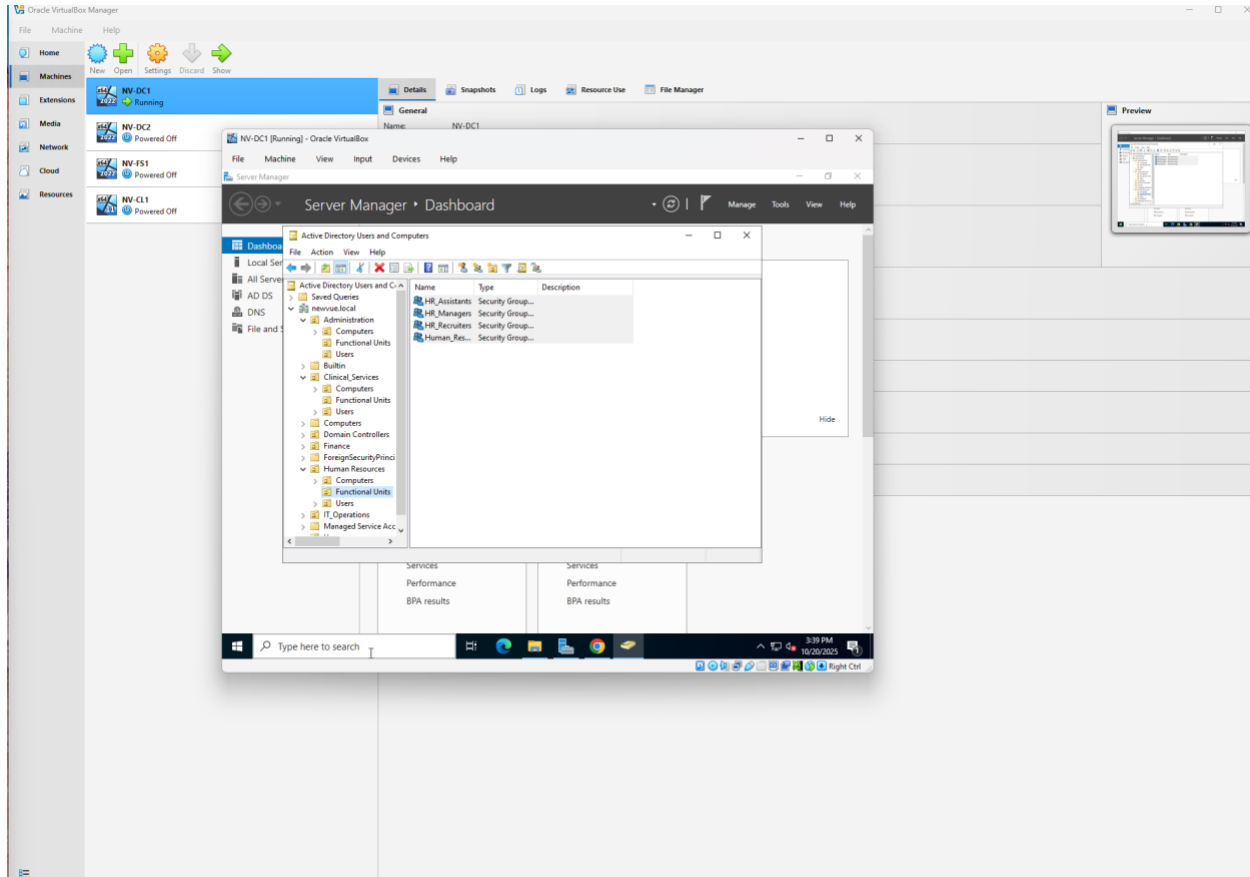 Oracle VirtualBox Manager
File Machine Help
Home
Machines
Extensions
Media
Network
Cloud
Resources
New Open Settings Discard Show
NV-DC1
Running
NV-DC2
Powered Off
NV-FS1
Powered Off
NV-CL1
Powered Off
Details Snapshots Logs Resource Use File Manager
General
Name: NV-DC1
Preview
NV-DC1 [Running] - Oracle VirtualBox
File Machine View Input Devices Help
Server Manager
Server Manager Dashboard
Manage Tools View Help
Dashboa
Local Ser
All Serve
AD DS
DNS
File and S
Active Directory Users and Computers
File Action View Help
Active Directory Users and C
Saved Queries
newvue.local
Administration
Computers
Functional Units
Users
Builtin
Clinical_Services
Computers
Functional Units
Users
Computers
Domain Controllers
Finance
ForeignSecurityPrinci
Human Resources
Computers
Functional Units
Users
IT_Operations
Managed Service Acc
Name Type Description
HR_Assistants Security Group...
HR_Managers Security Group...
HR_Recruiters Security Group...
Human_Res... Security Group...
Hide
Services
Performance
BPA results
Services
Performance
BPA results
Type here to search
3:39 PM
10/20/2025
1
Right Ctrl